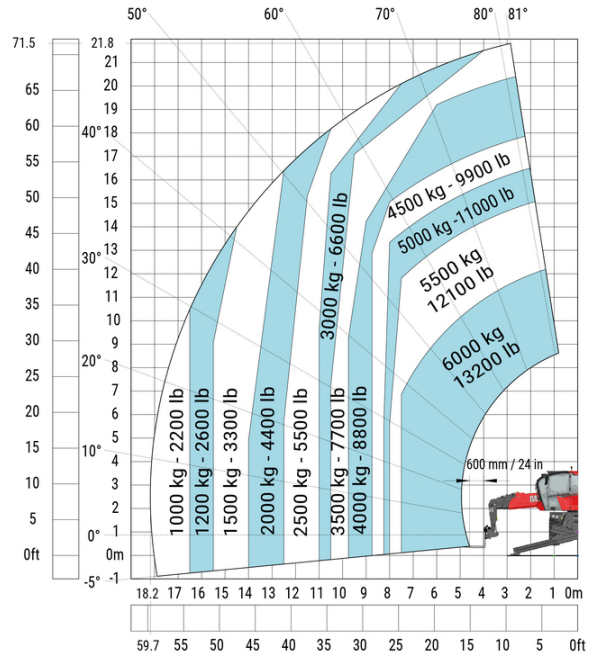 50° 60° 70° 80° 81°
71.5 21.8
21
65 20
19
60 40° 18
17
55 16
50 15
14
45 30° 13
40 12
11
35 10
30 9
20° 8
25 7
20 6
5
15 10° 4
10 3
2
5 0° 1
0ft 0m
-5° -1
4500 kg - 9900 lb
5000 kg -11000 lb
5500 kg
12100 lb
6000 kg
13200 lb
3000 kg - 6600 lb
1000 kg - 2200 lb
1200 kg - 2600 lb
1500 kg - 3300 lb
2000 kg - 4400 lb
2500 kg - 5500 lb
3500 kg - 7700 lb
4000 kg - 8800 lb
600 mm / 24 in
18.2 17 16 15 14 13 12 11 10 9 8 7 6 5 4 3 2 1 0m
59.7 55 50 45 40 35 30 25 20 15 10 5 0ft